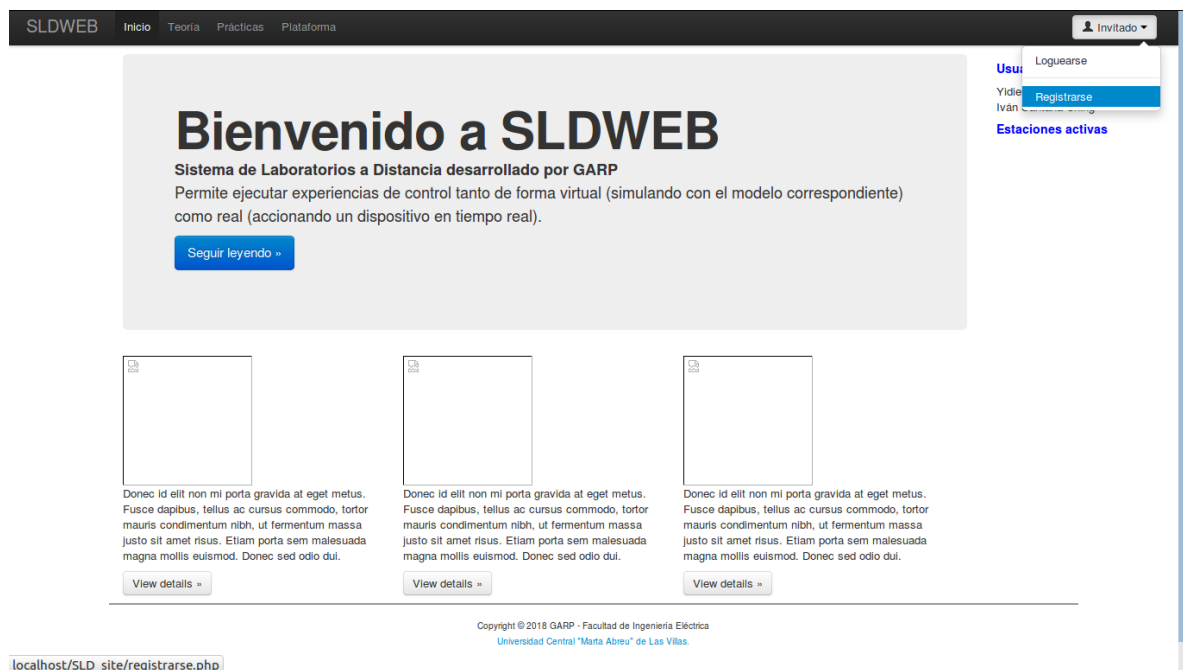 SLDWEB Inicio Teoría Prácticas Plataforma Invitado
Loguearse
Registrarse
Bienvenido a SLDWEB
Sistema de Laboratorios a Distancia desarrollado por GARP
Permite ejecutar experiencias de control tanto de forma virtual (simulando con el modelo correspondiente)
como real (accionando un dispositivo en tiempo real).
Seguir leyendo »
Iván
Estaciones activas
Donec id elit non mi porta gravida at eget metus.
Fusce dapibus, tellus ac cursus commodo, tortor
mauris condimentum nibh, ut fermentum massa
justo sit amet risus. Etiam porta sem malesuada
magna mollis euismod. Donec sed odio dui.
View details »
Donec id elit non mi porta gravida at eget metus.
Fusce dapibus, tellus ac cursus commodo, tortor
mauris condimentum nibh, ut fermentum massa
justo sit amet risus. Etiam porta sem malesuada
magna mollis euismod. Donec sed odio dui.
View details »
Donec id elit non mi porta gravida at eget metus.
Fusce dapibus, tellus ac cursus commodo, tortor
mauris condimentum nibh, ut fermentum massa
justo sit amet risus. Etiam porta sem malesuada
magna mollis euismod. Donec sed odio dui.
View details »
Copyright © 2018 GARP - Facultad de Ingeniería Eléctrica
Universidad Central "Marta Abreu" de Las Villas.
localhost/SLD_site/registrarse.php